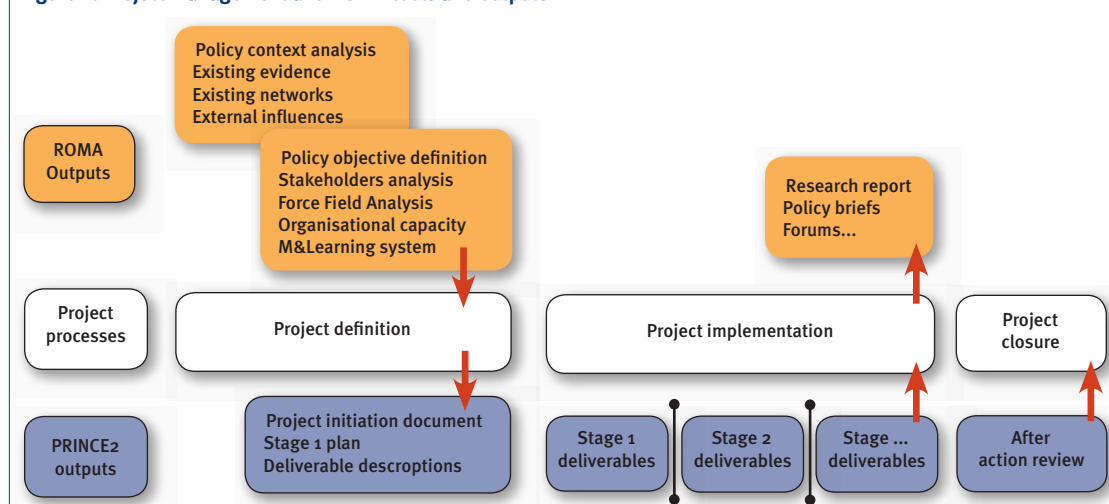 Policy context analysis
Existing evidence
Existing networks
External influences
ROMA
Outputs
Policy objective definition
Stakeholders analysis
Force Field Analysis
Organisational capacity
M&Learning system
Research report
Policy briefs
Forums...
Project
processes
Project definition
Project implementation
Project
closure
PRINCE2
outputs
Project initiation document
Stage 1 plan
Deliverable descroptions
Stage 1
deliverables
Stage 2
deliverables
Stage ...
deliverables
After
action review